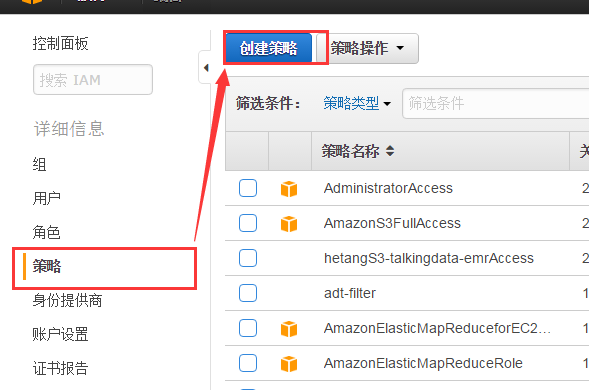 控制面板
搜索 IAM
详细信息
组
用户
角色
策略
身份提供商
账户设置
证书报告
创建策略 策略操作
筛选条件： 策略类型 筛选条件
策略名称
AdministratorAccess 2
AmazonS3FullAccess 2
hetangS3-talkingdata-emrAccess 2
adt-filter 1
AmazonElasticMapReduceforEC2... 1
AmazonElasticMapReduceRole 1